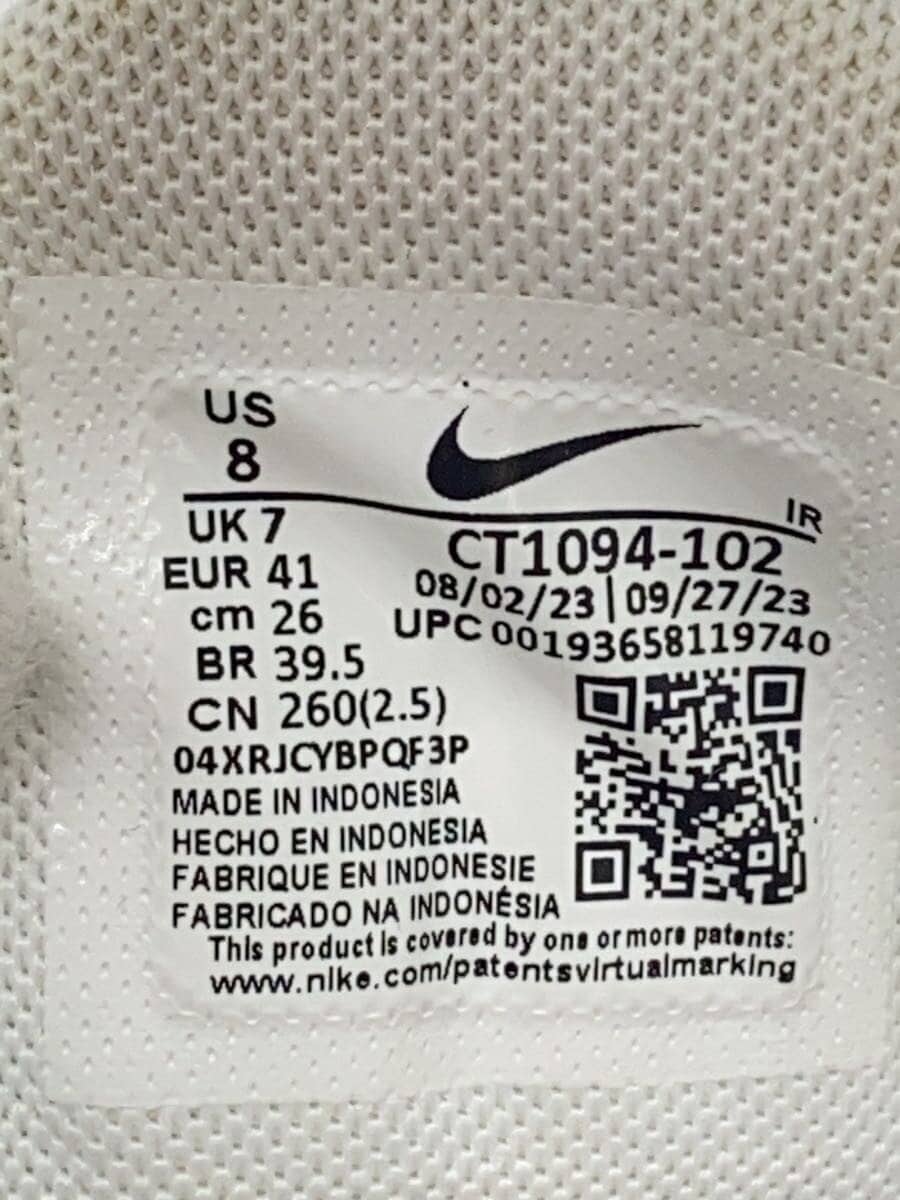 US
8
IR
UK 7
CT1094-102
EUR 41
08/02/23 | 09/27/23
cm 26
UPC 00193658119740
BR 39.5
CN 260(2.5)
04XRJCYBPQF3P
MADE IN INDONESIA
HECHO EN INDONESIA
FABRIQUE EN INDONESIE
FABRICADO NA INDONÉSIA
This product is covered by one or more patents:
www.nike.com/patentsvirtualmarking